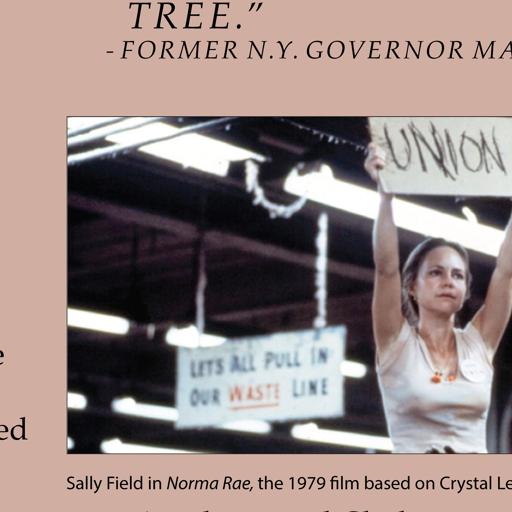 TREE.”
- FORMER N.Y. GOVERNOR MA
UNION
LET'S ALL PULL IN
OUR WASTE LINE
e
ed
Sally Field in Norma Rae, the 1979 film based on Crystal Le